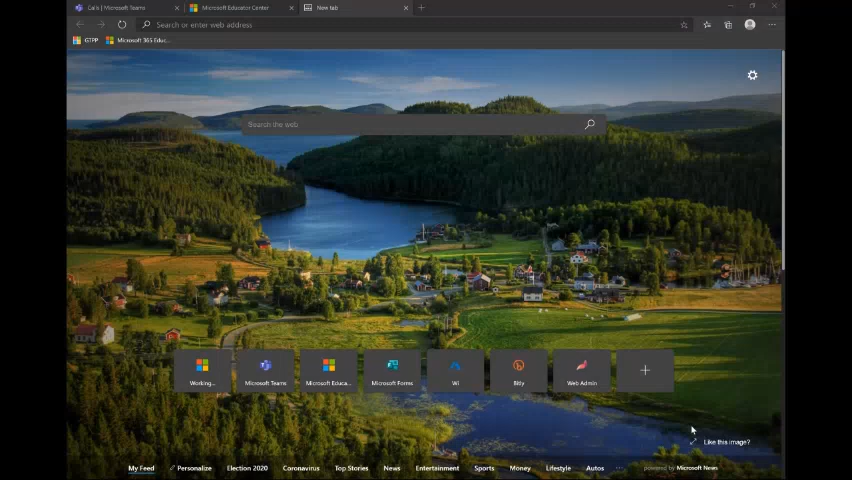 Calls | Microsoft Teams
Microsoft Educator Center
New tab
Search or enter web address
GTPP
Microsoft 365 Educ...
Search the web
Working...
Microsoft Teams
Microsoft Educa...
Microsoft Forms
Wi
Bitly
Web Admin
Like this image?
My Feed
Personalize
Election 2020
Coronavirus
Top Stories
News
Entertainment
Sports
Money
Lifestyle
Autos
...
powered by Microsoft News